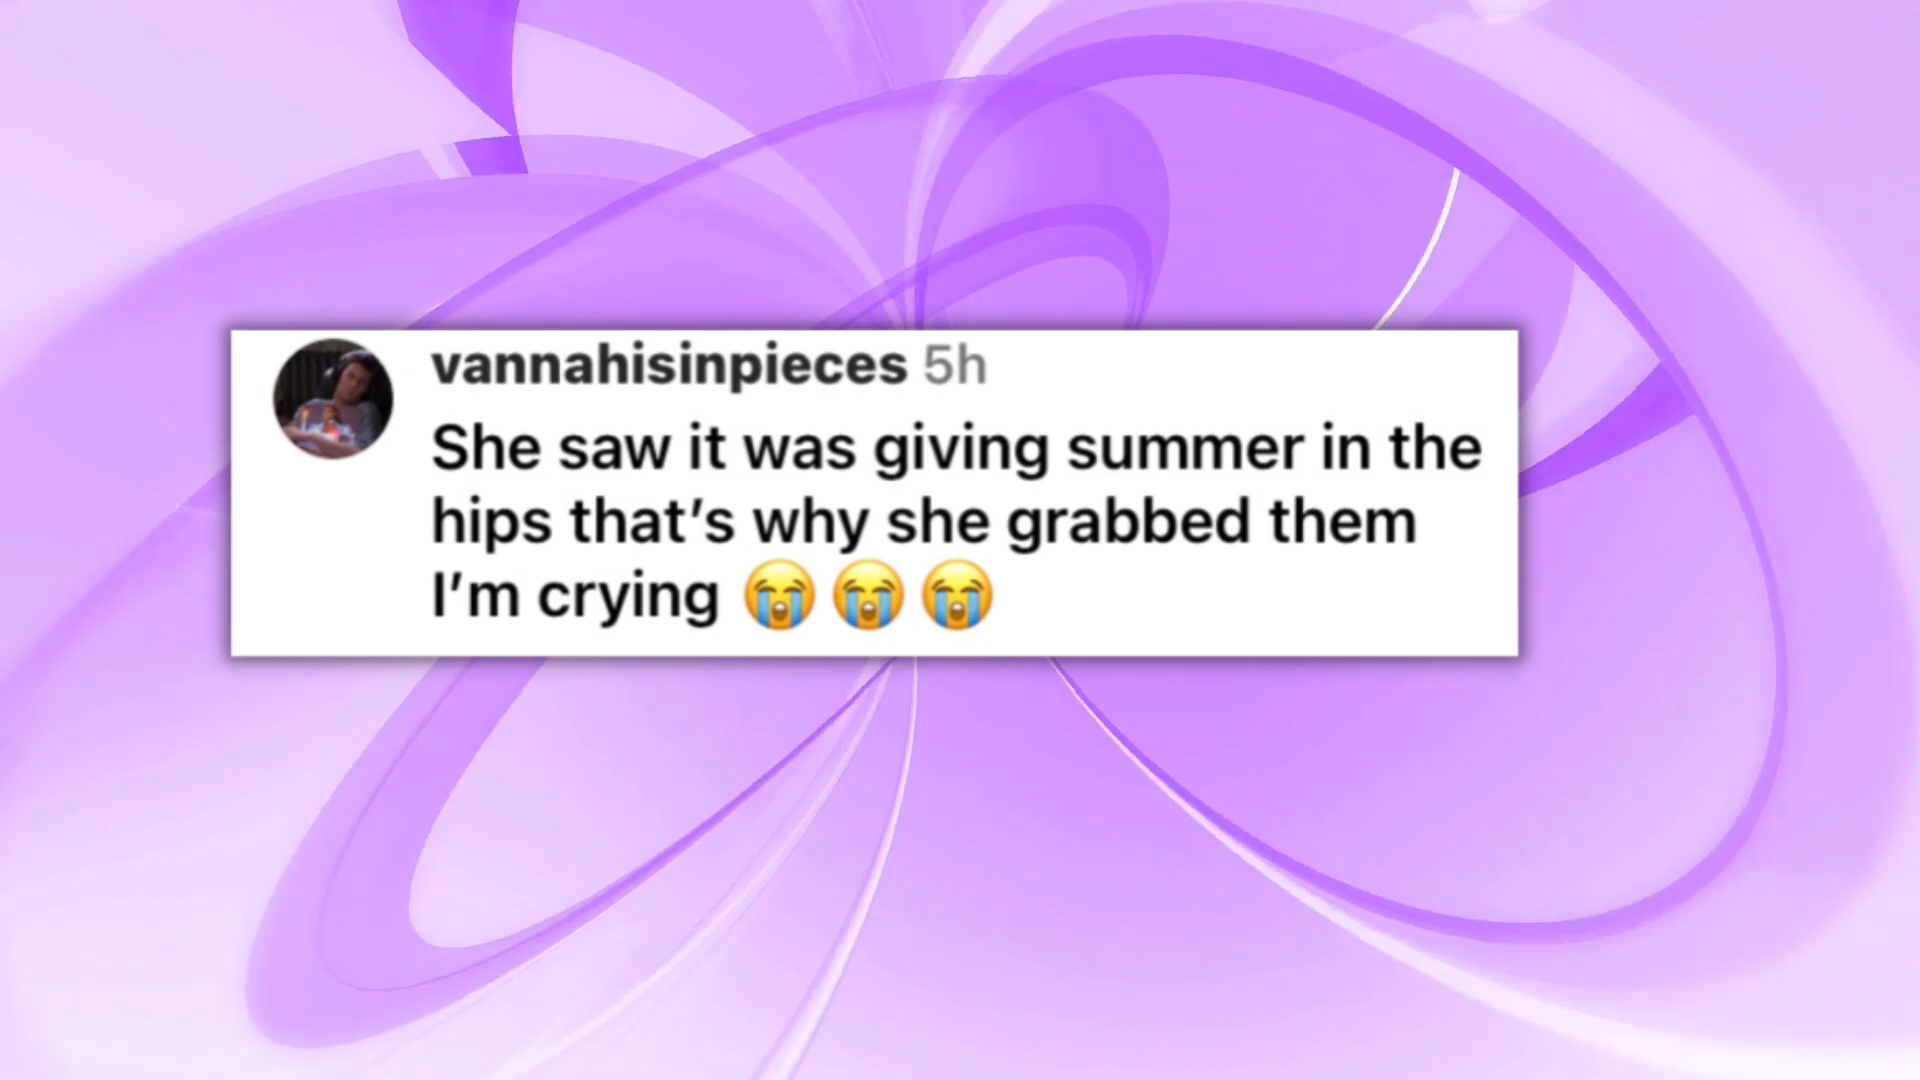 vannahisinpieces 5h
She saw it was giving summer in the
hips that’s why she grabbed them
I’m crying 😭😭😭